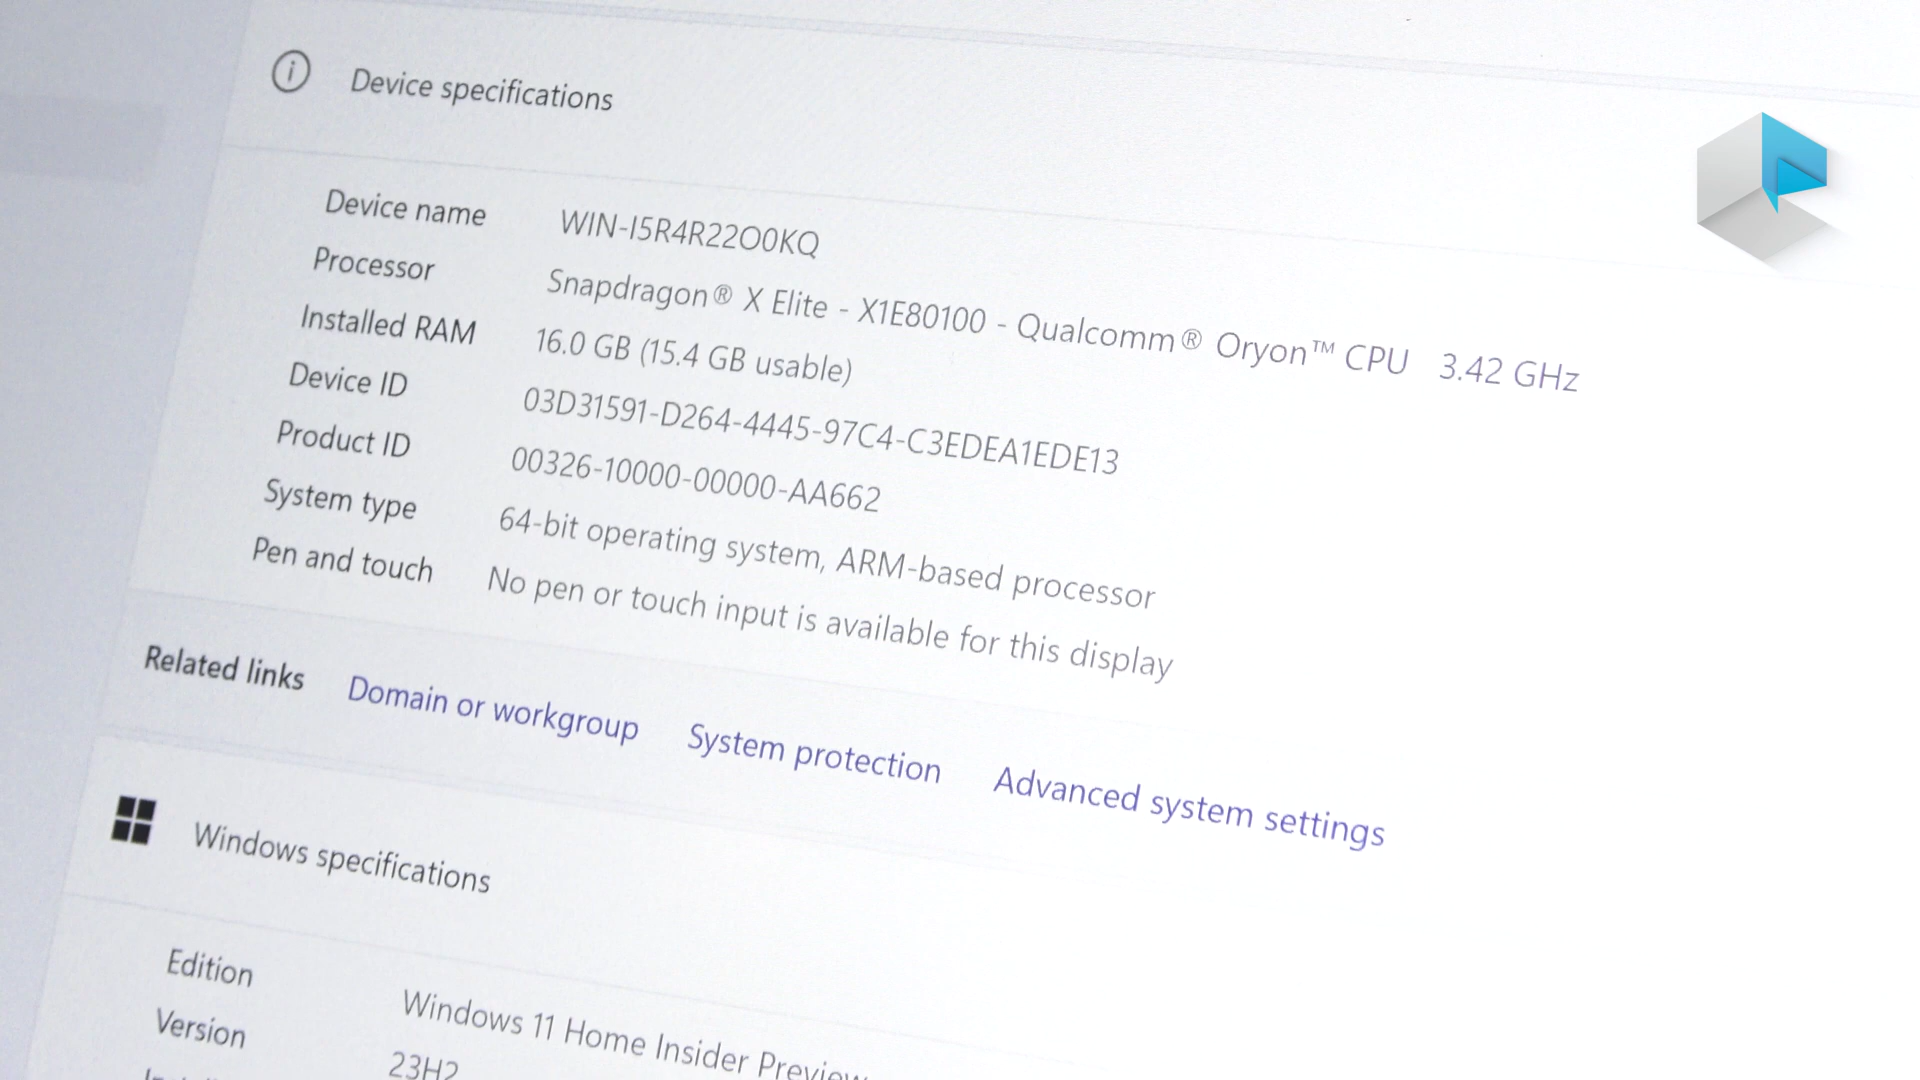 Device specifications
Device name WIN-I5R4R22O0KQ
Processor Snapdragon® X Elite - X1E80100 - Qualcomm® Oryon™ CPU 3.42 GHz
Installed RAM 16.0 GB (15.4 GB usable)
Device ID 03D31591-D264-4445-97C4-C3EDEA1EDE13
Product ID 00326-10000-00000-AA662
System type 64-bit operating system, ARM-based processor
Pen and touch No pen or touch input is available for this display
Related links Domain or workgroup System protection Advanced system settings
Windows specifications
Edition Windows 11 Home Insider Preview
Version 23H2